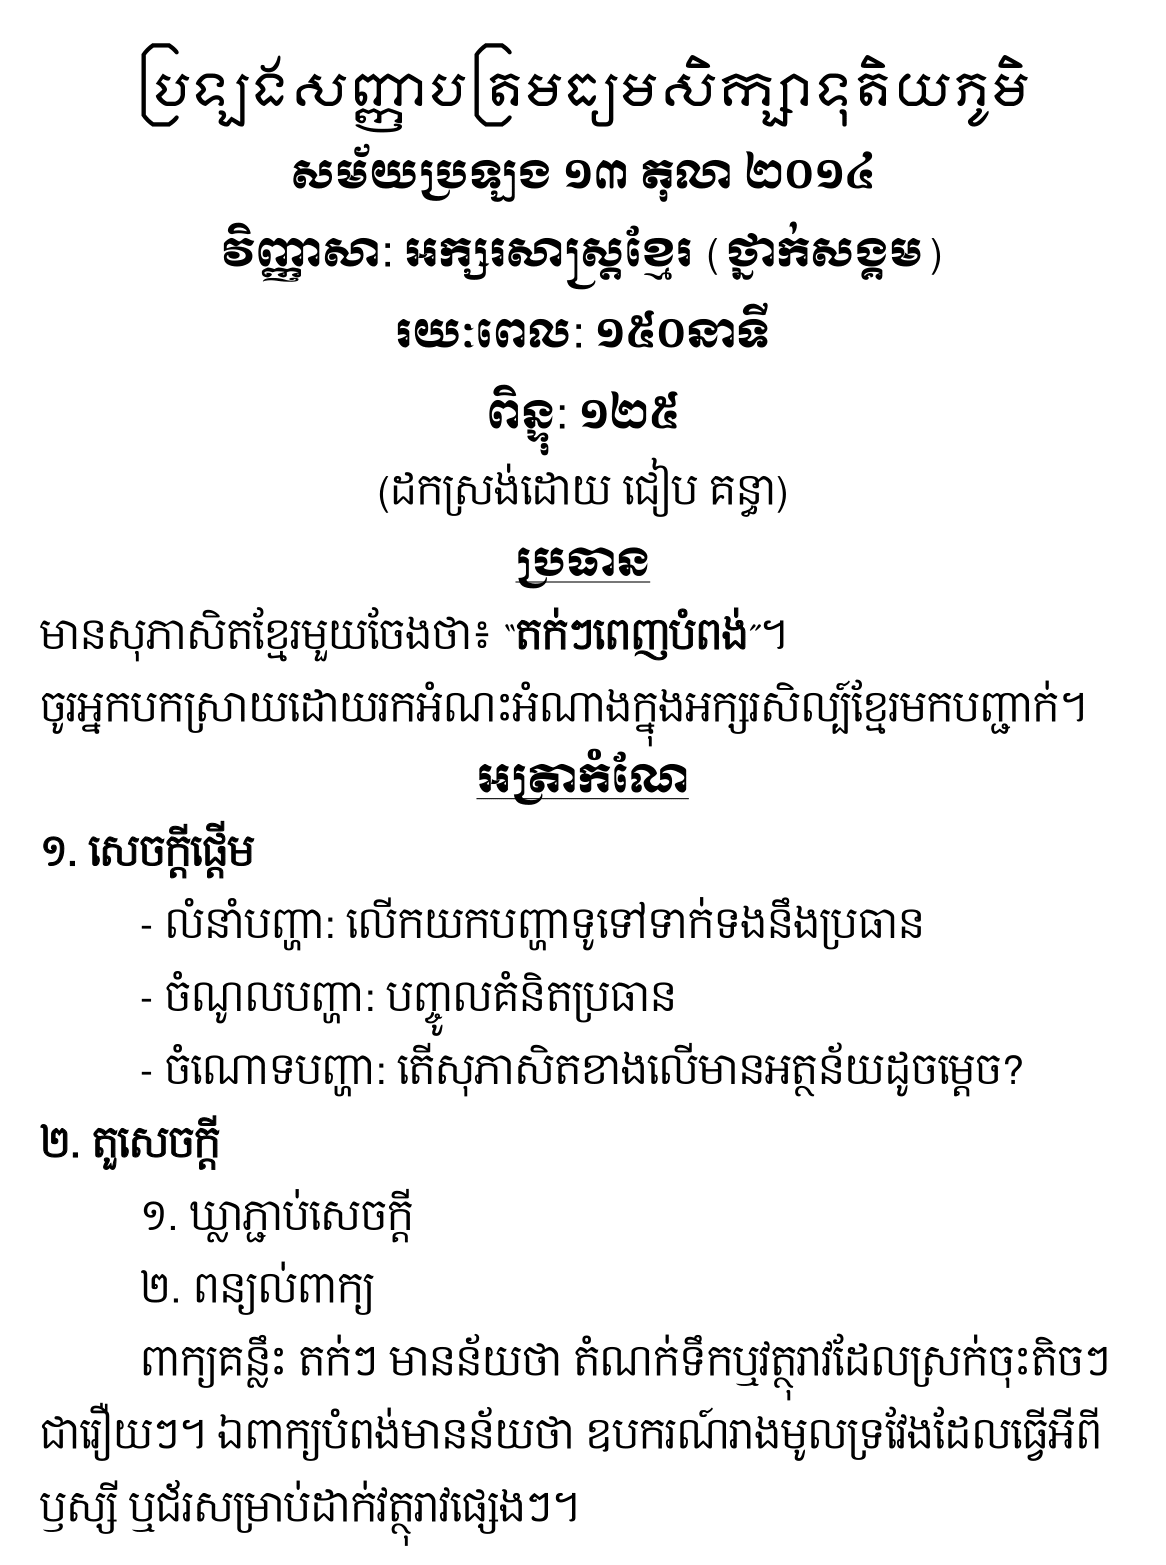 ប្រឡងសញ្ញាបត្រមធ្យមសិក្សាទុតិយភូមិ
សម័យប្រឡង ១៣ តុលា ២០១៤
វិញ្ញាសា: អក្សរសាស្ត្រខ្មែរ (ថ្នាក់សង្គម)
រយៈពេល: ១៥០នាទី
ពិន្ទុ: ១២៥
(ដកស្រង់ដោយ ជៀប គន្ធា)
ប្រធាន
មានសុភាសិតខ្មែរមួយចែងថា៖ “តក់ៗពេញបំពង់”។
ចូរអ្នកបកស្រាយដោយរកអំណះអំណាងក្នុងអក្សរសិល្ប៍ខ្មែរមកបញ្ជាក់។
អត្រាកំណែ
១. សេចក្តីផ្តើម
- លំនាំបញ្ហា: លើកយកបញ្ហាទូទៅទាក់ទងនឹងប្រធាន
- ចំណូលបញ្ហា: បញ្ចូលគំនិតប្រធាន
- ចំណោទបញ្ហា: តើសុភាសិតខាងលើមានអត្ថន័យដូចម្តេច?
២. តួសេចក្តី
១. ឃ្លាភ្ជាប់សេចក្តី
២. ពន្យល់ពាក្យ
ពាក្យគន្លឹះ តក់ៗ មានន័យថា តំណក់ទឹកឬវត្ថុរាវដែលស្រក់ចុះតិចៗ
ជារឿយៗ។ ឯពាក្យបំពង់មានន័យថា ឧបករណ៍រាងមូលទ្រវែងដែលធ្វើអីពី
ឫស្សី ឬជ័រសម្រាប់ដាក់វត្ថុរាវផ្សេងៗ។